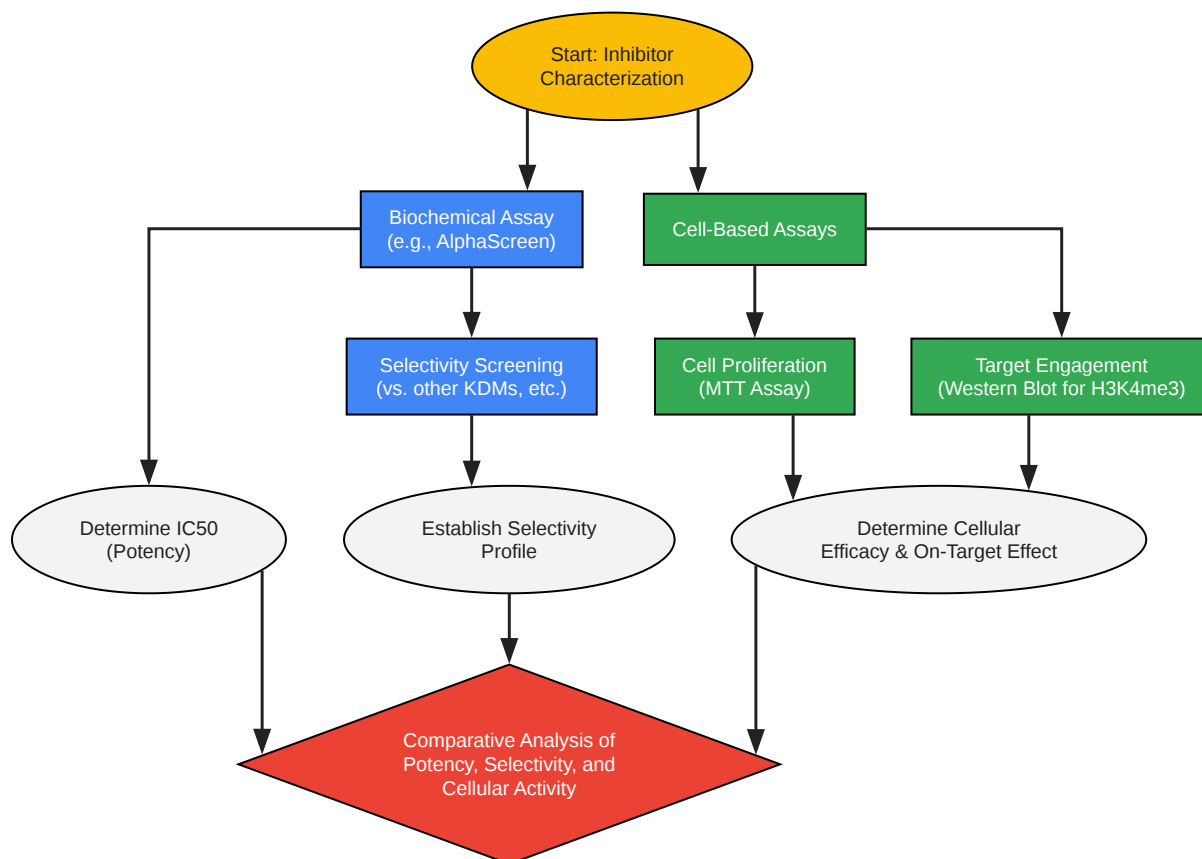 Start: Inhibitor
Characterization
Biochemical Assay
(e.g., AlphaScreen)
Cell-Based Assays
Selectivity Screening
(vs. other KDMs, etc.)
Cell Proliferation
(MTT Assay)
Target Engagement
(Western Blot for H3K4me3)
Determine IC50
(Potency)
Establish Selectivity
Profile
Determine Cellular
Efficacy & On-Target Effect
Comparative Analysis of
Potency, Selectivity, and
Cellular Activity